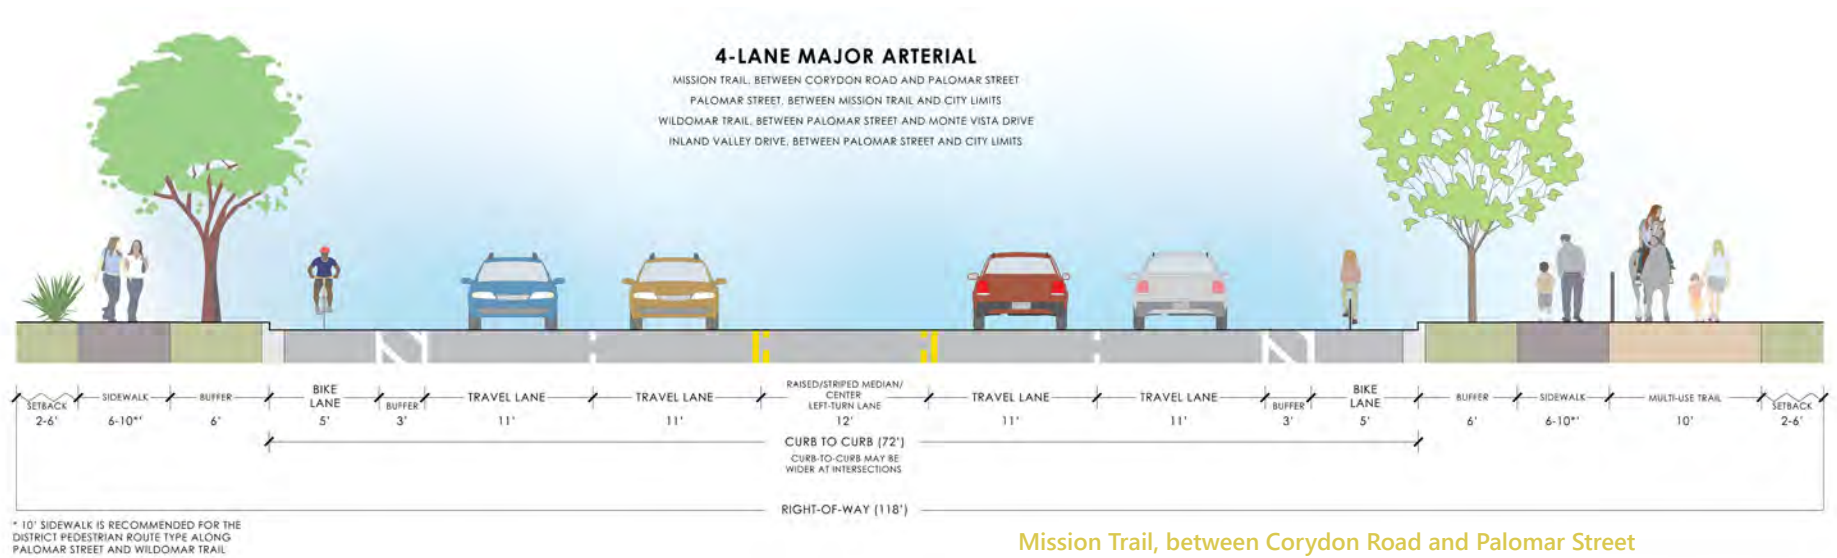 4-LANE MAJOR ARTERIAL
MISSION TRAIL, BETWEEN CORYDON ROAD AND PALOMAR STREET
PALOMAR STREET, BETWEEN MISSION TRAIL AND CITY LIMITS
WILDOMAR TRAIL, BETWEEN PALOMAR STREET AND MONTE VISTA DRIVE
INLAND VALLEY DRIVE, BETWEEN PALOMAR STREET AND CITY LIMITS
SETBACK
2-6'
SIDEWALK
6-10*'
BUFFER
6'
BIKE
LANE
5'
BUFFER
3'
TRAVEL LANE
11'
TRAVEL LANE
11'
RAISED/STRIPED MEDIAN/
CENTER
LEFT-TURN LANE
12'
TRAVEL LANE
11'
TRAVEL LANE
11'
BUFFER
3'
BIKE
LANE
5'
BUFFER
6'
SIDEWALK
6-10*'
MULTI-USE TRAIL
10'
SETBACK
2-6'
CURB TO CURB (72')
CURB-TO-CURB MAY BE
WIDER AT INTERSECTIONS
RIGHT-OF-WAY (118')
* 10' SIDEWALK IS RECOMMENDED FOR THE
DISTRICT PEDESTRIAN ROUTE TYPE ALONG
PALOMAR STREET AND WILDOMAR TRAIL
Mission Trail, between Corydon Road and Palomar Street